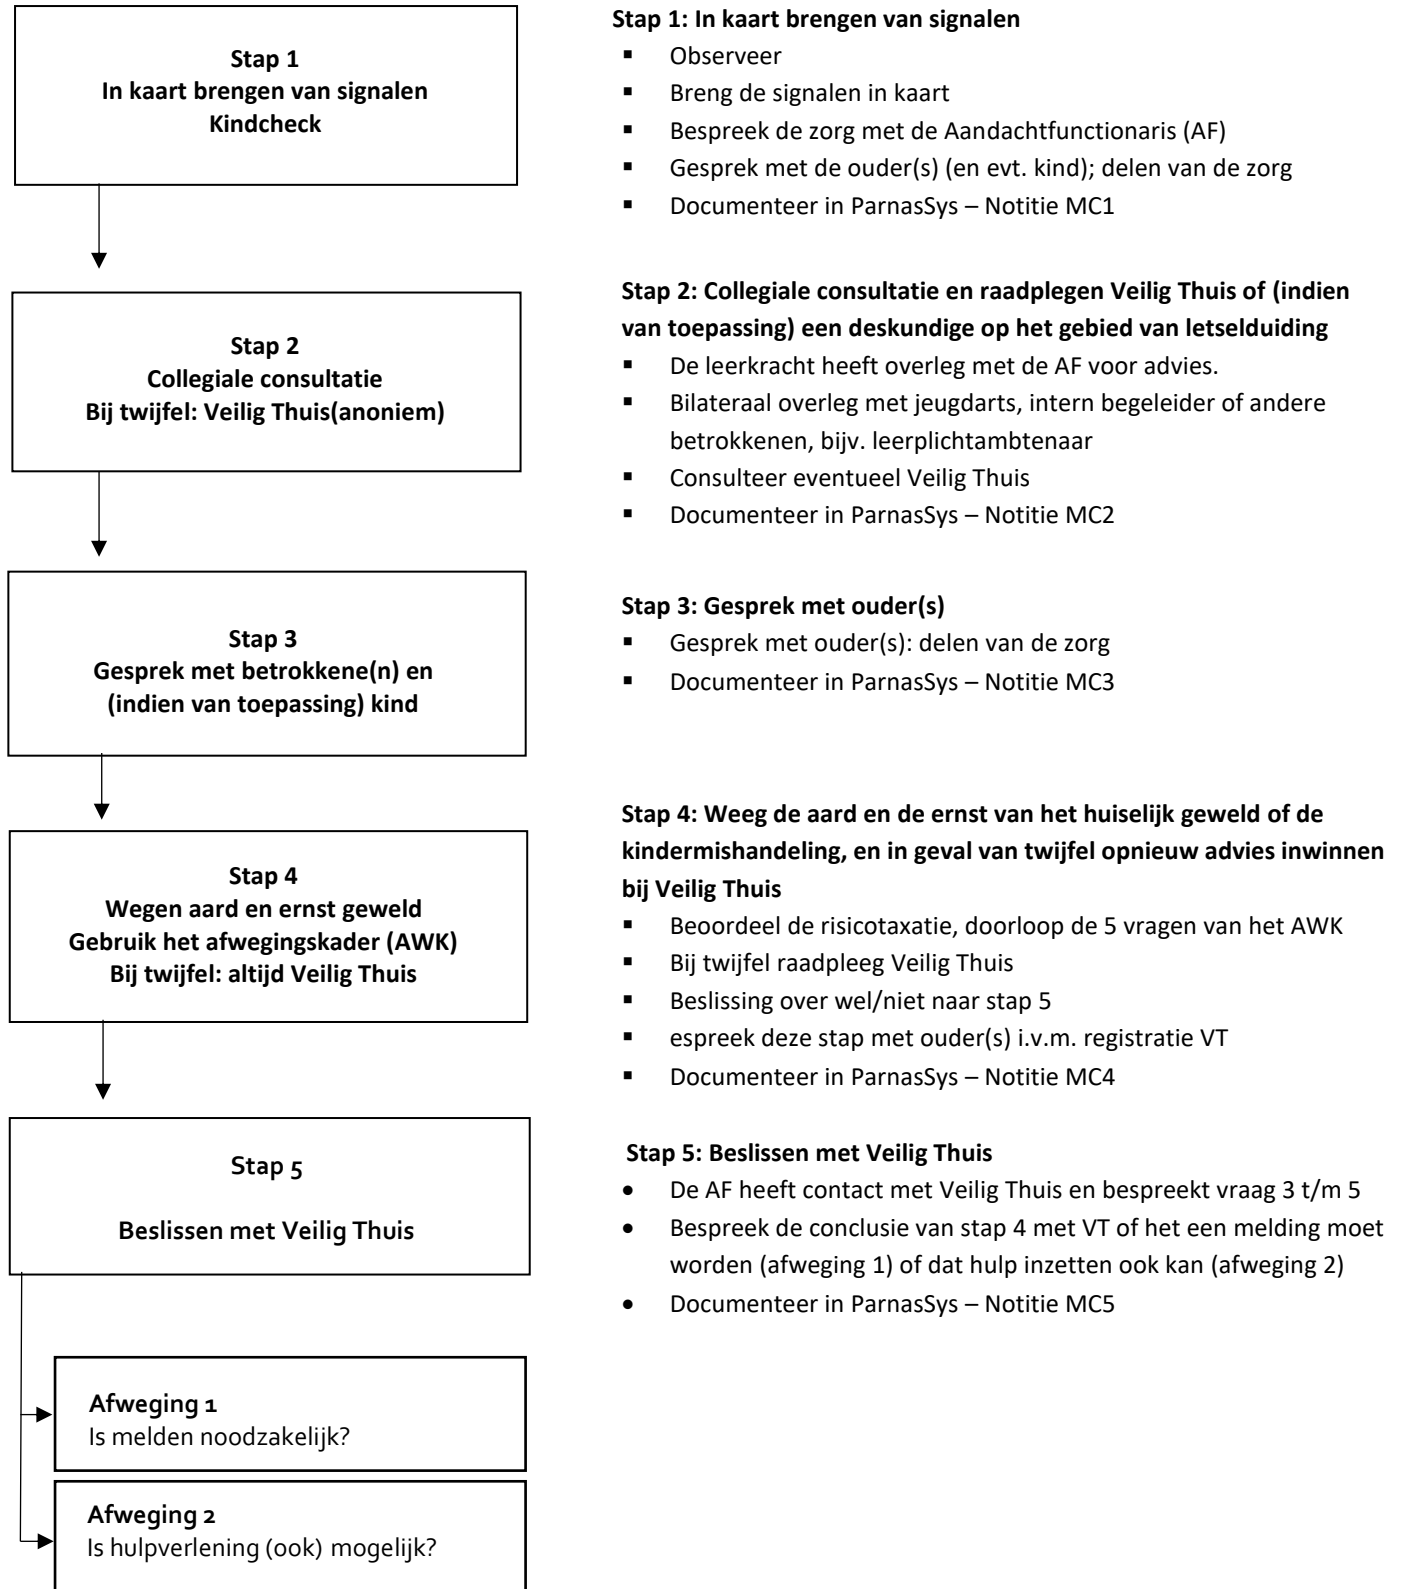 Stap 1
In kaart brengen van signalen
Kindcheck
Stap 2
Collegiale consultatie
Bij twijfel: Veilig Thuis(anoniem)
Stap 3
Gesprek met betrokkene(n) en
(indien van toepassing) kind
Stap 4
Wegen aard en ernst geweld
Gebruik het afwegingskader (AWK)
Bij twijfel: altijd Veilig Thuis
Stap 5
Beslissen met Veilig Thuis
Afweging 1
Is melden noodzakelijk?
Afweging 2
Is hulpverlening (ook) mogelijk?
Stap 1: In kaart brengen van signalen
▪ Observeer
▪ Breng de signalen in kaart
▪ Bespreek de zorg met de Aandachtfunctionaris (AF)
▪ Gesprek met de ouder(s) (en evt. kind); delen van de zorg
▪ Documenteer in ParnasSys – Notitie MC1
Stap 2: Collegiale consultatie en raadplegen Veilig Thuis of (indien
van toepassing) een deskundige op het gebied van letselduiding
▪ De leerkracht heeft overleg met de AF voor advies.
▪ Bilateraal overleg met jeugdarts, intern begeleider of andere
betrokkenen, bijv. leerplichtambtenaar
▪ Consulteer eventueel Veilig Thuis
▪ Documenteer in ParnasSys – Notitie MC2
Stap 3: Gesprek met ouder(s)
▪ Gesprek met ouder(s): delen van de zorg
▪ Documenteer in ParnasSys – Notitie MC3
Stap 4: Weeg de aard en de ernst van het huiselijk geweld of de
kindermishandeling, en in geval van twijfel opnieuw advies inwinnen
bij Veilig Thuis
▪ Beoordeel de risicotaxatie, doorloop de 5 vragen van het AWK
▪ Bij twijfel raadpleeg Veilig Thuis
▪ Beslissing over wel/niet naar stap 5
▪ espreek deze stap met ouder(s) i.v.m. registratie VT
▪ Documenteer in ParnasSys – Notitie MC4
Stap 5: Beslissen met Veilig Thuis
• De AF heeft contact met Veilig Thuis en bespreekt vraag 3 t/m 5
• Bespreek de conclusie van stap 4 met VT of het een melding moet
worden (afweging 1) of dat hulp inzetten ook kan (afweging 2)
• Documenteer in ParnasSys – Notitie MC5